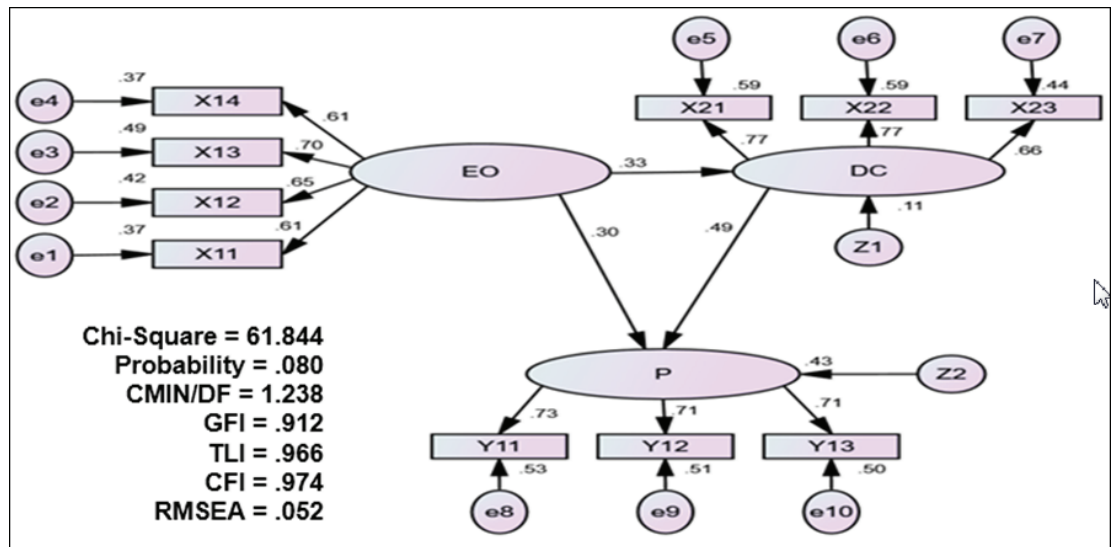 e5
e6
e7
.59
.59
.44
X21
X22
X23
.77
.77
.66
e4
.37
X14
.61
e3
.49
X13
.70
e2
.42
X12
.65
e1
.37
X11
.61
EO
.33
DC
.11
Z1
.30
.49
P
.43
Z2
.73
.71
.71
Y11
Y12
Y13
.53
.51
.50
e8
e9
e10
Chi-Square = 61.844
Probability = .080
CMIN/DF = 1.238
GFI = .912
TLI = .966
CFI = .974
RMSEA = .052